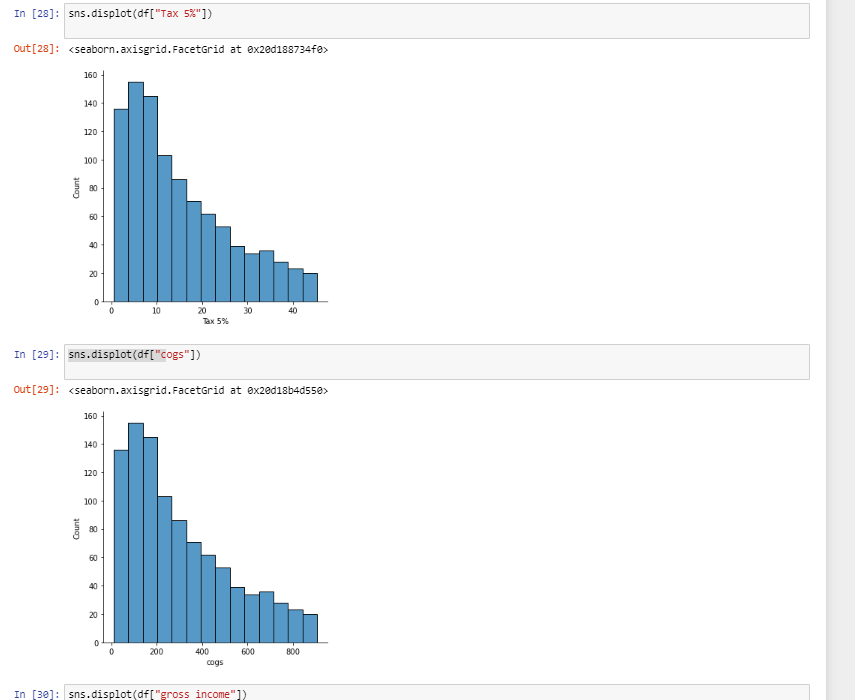 In [28]: sns.displot(df["Tax 5%"])
Out[28]: <seaborn.axisgrid.FacetGrid at 0x20d188734f0>
160
140
120
100
80
60
40
20
0
Count
0 10 20 30 40
Tax 5%
In [29]: sns.displot(df["cogs"])
Out[29]: <seaborn.axisgrid.FacetGrid at 0x20d18b4d550>
160
140
120
100
80
60
40
20
0
Count
0 200 400 600 800
cogs
In [30]: sns.displot(df["gross income"])